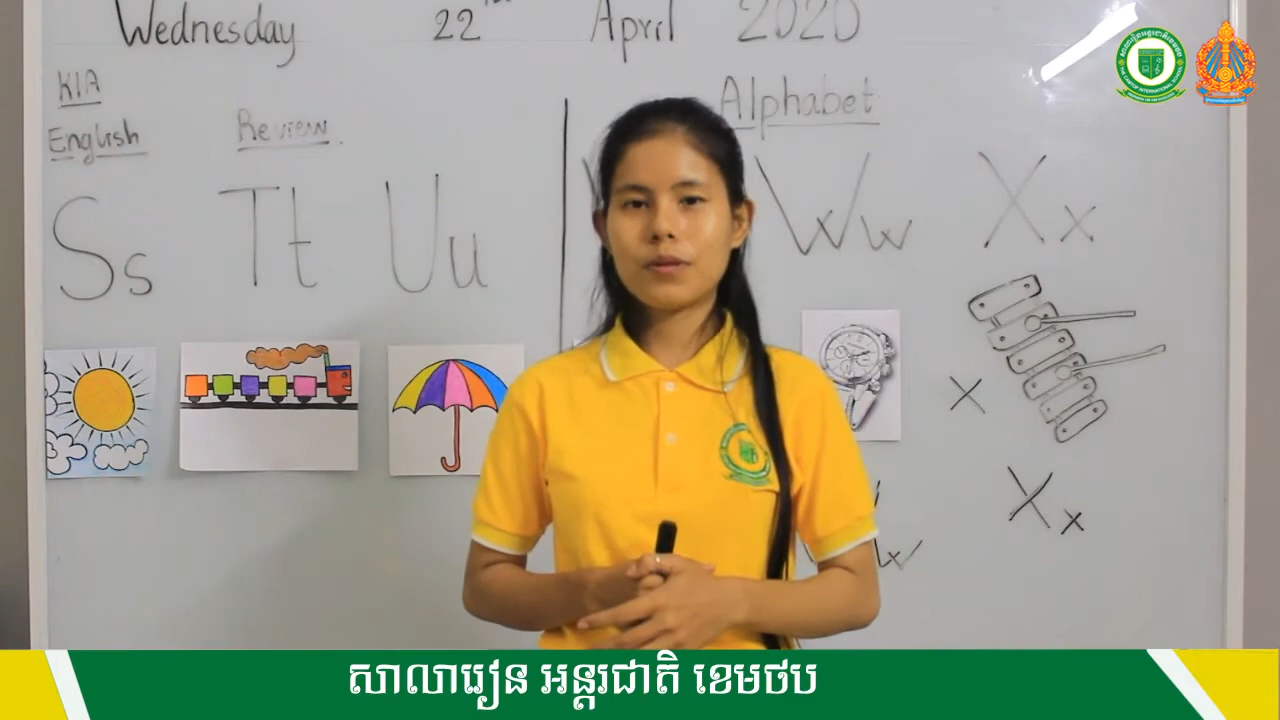 Wednesday 22 April 2020
K1A
English Review
Alphabet
Ss Tt Uu Ww Xx
x
Xx
សាលារៀន អន្តរជាតិ ខេមថប